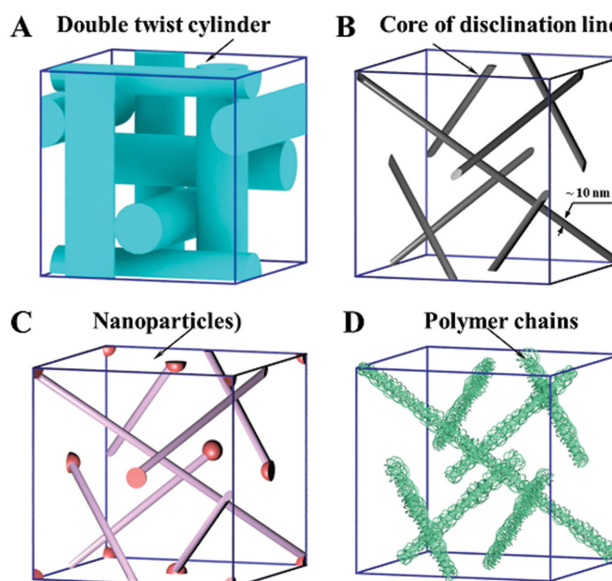 A Double twist cylinder
B Core of disclination line
~ 10 nm
C Nanoparticles)
D Polymer chains